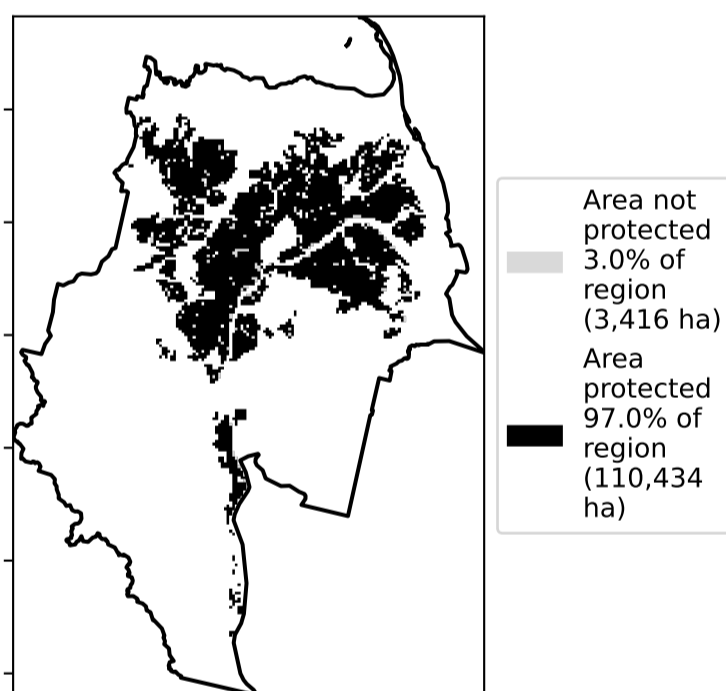 Area not
protected
3.0% of
region
(3,416 ha)
Area
protected
97.0% of
region
(110,434
ha)